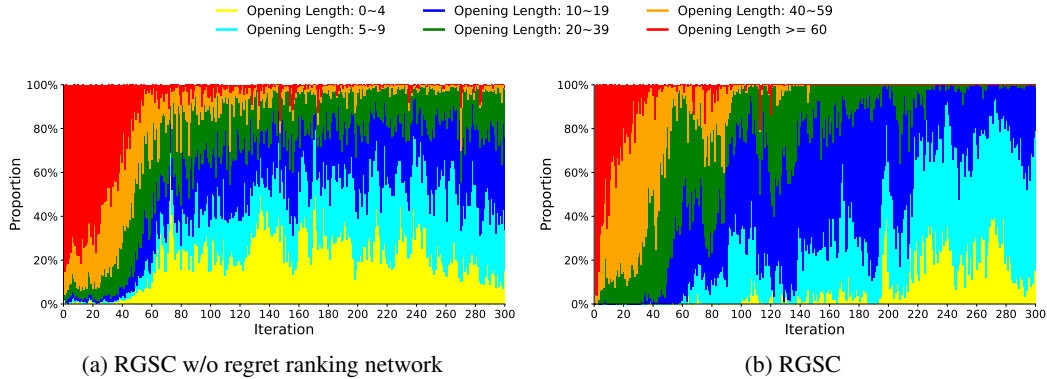 Opening Length: 0~4 Opening Length: 10~19 Opening Length: 40~59
Opening Length: 5~9 Opening Length: 20~39 Opening Length >= 60
100% 100%
80% 80%
60% 60%
40% 40%
20% 20%
0% 0%
Proportion Proportion
0 20 40 60 80 100 120 140 160 180 200 220 240 260 280 300 0 20 40 60 80 100 120 140 160 180 200 220 240 260 280 300
Iteration Iteration
(a) RGSC w/o regret ranking network (b) RGSC